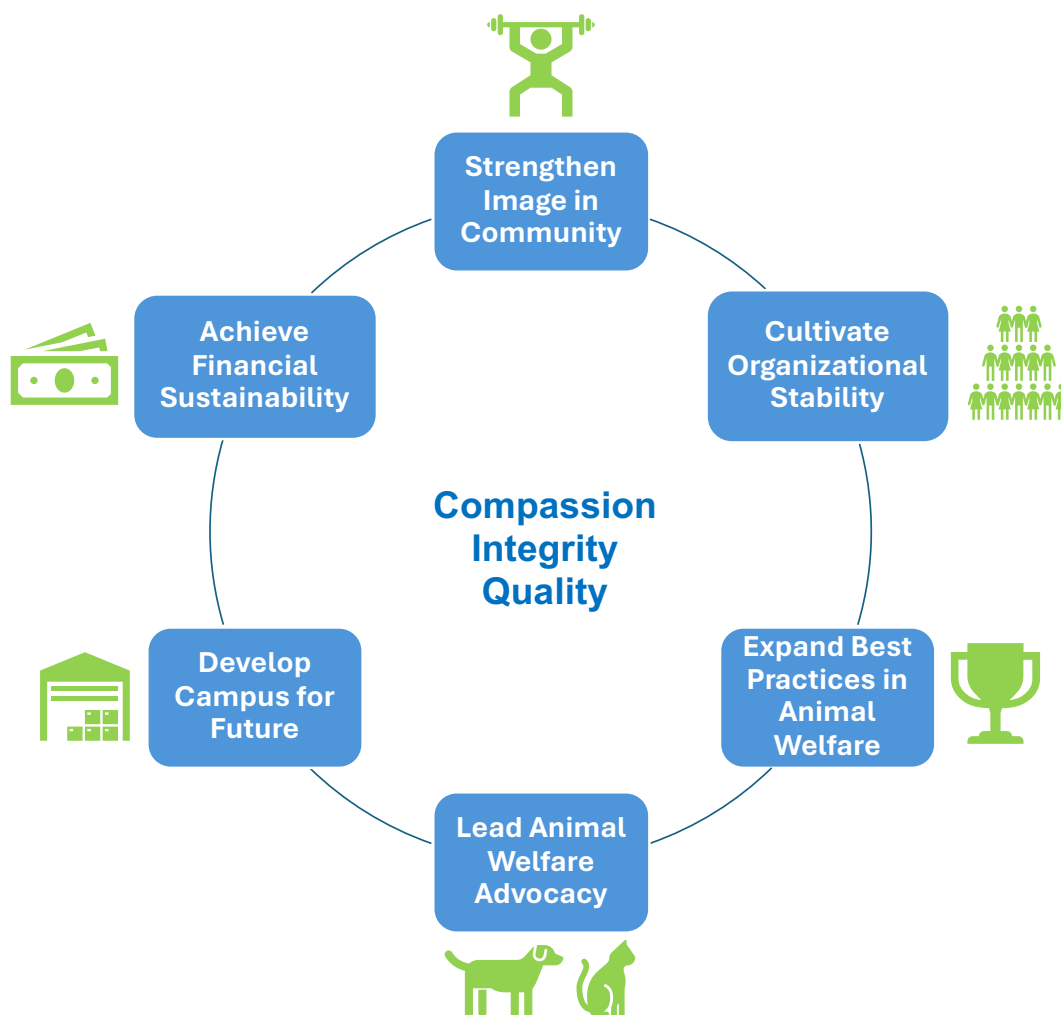 Strengthen
Image in
Community
Cultivate
Organizational
Stability
Expand Best
Practices in
Animal
Welfare
Lead Animal
Welfare
Advocacy
Develop
Campus for
Future
Achieve
Financial
Sustainability
Compassion
Integrity
Quality